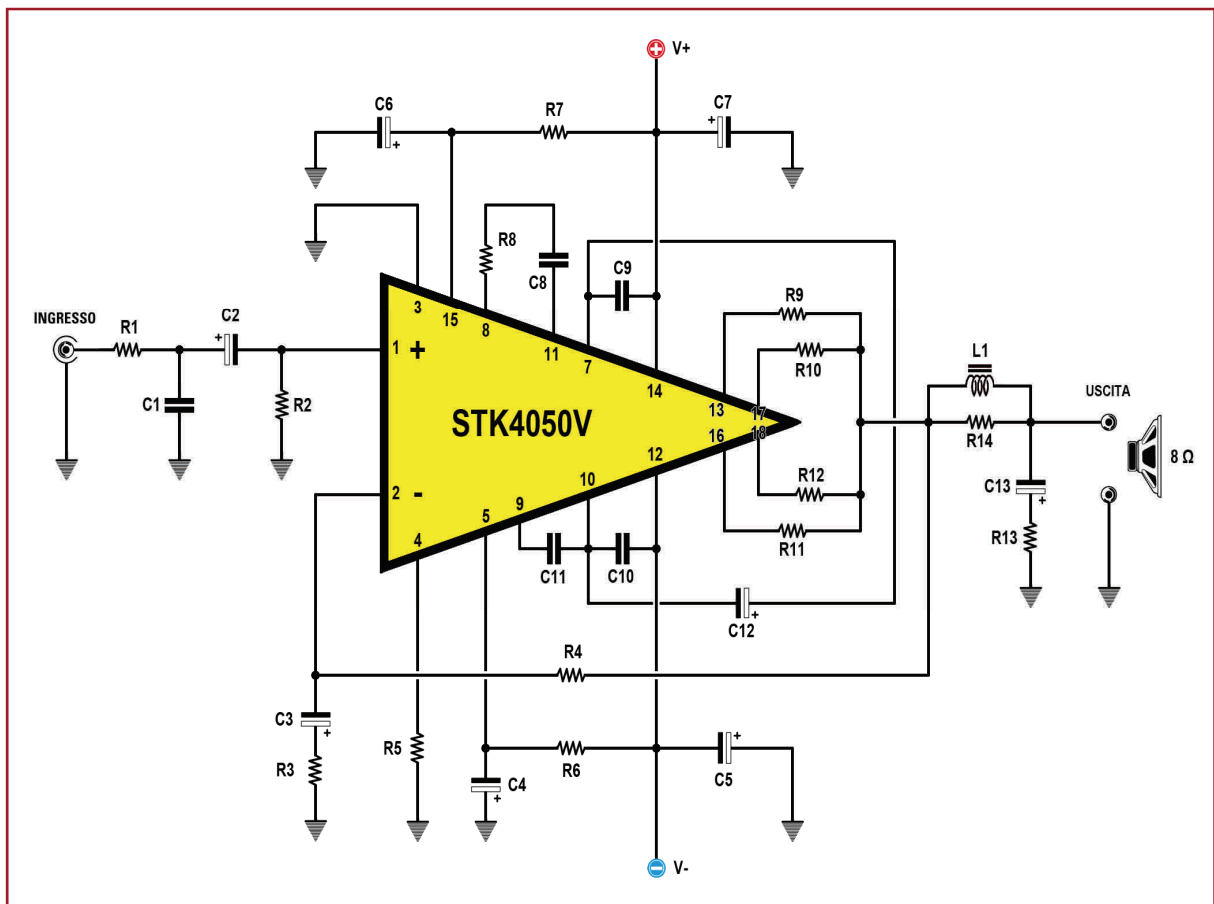 V+
C6
R7
C7
R8
C8
C9
3
15
8
11
7
14
INGRESSO
R1
C2
C1
R2
1
+
2
-
STK4050V
13
17
18
16
12
10
9
5
4
R9
R10
R12
R11
L1
R14
USCITA
8 Ω
C13
R13
C11
C10
C12
R4
C3
R3
R5
C4
R6
C5
V-